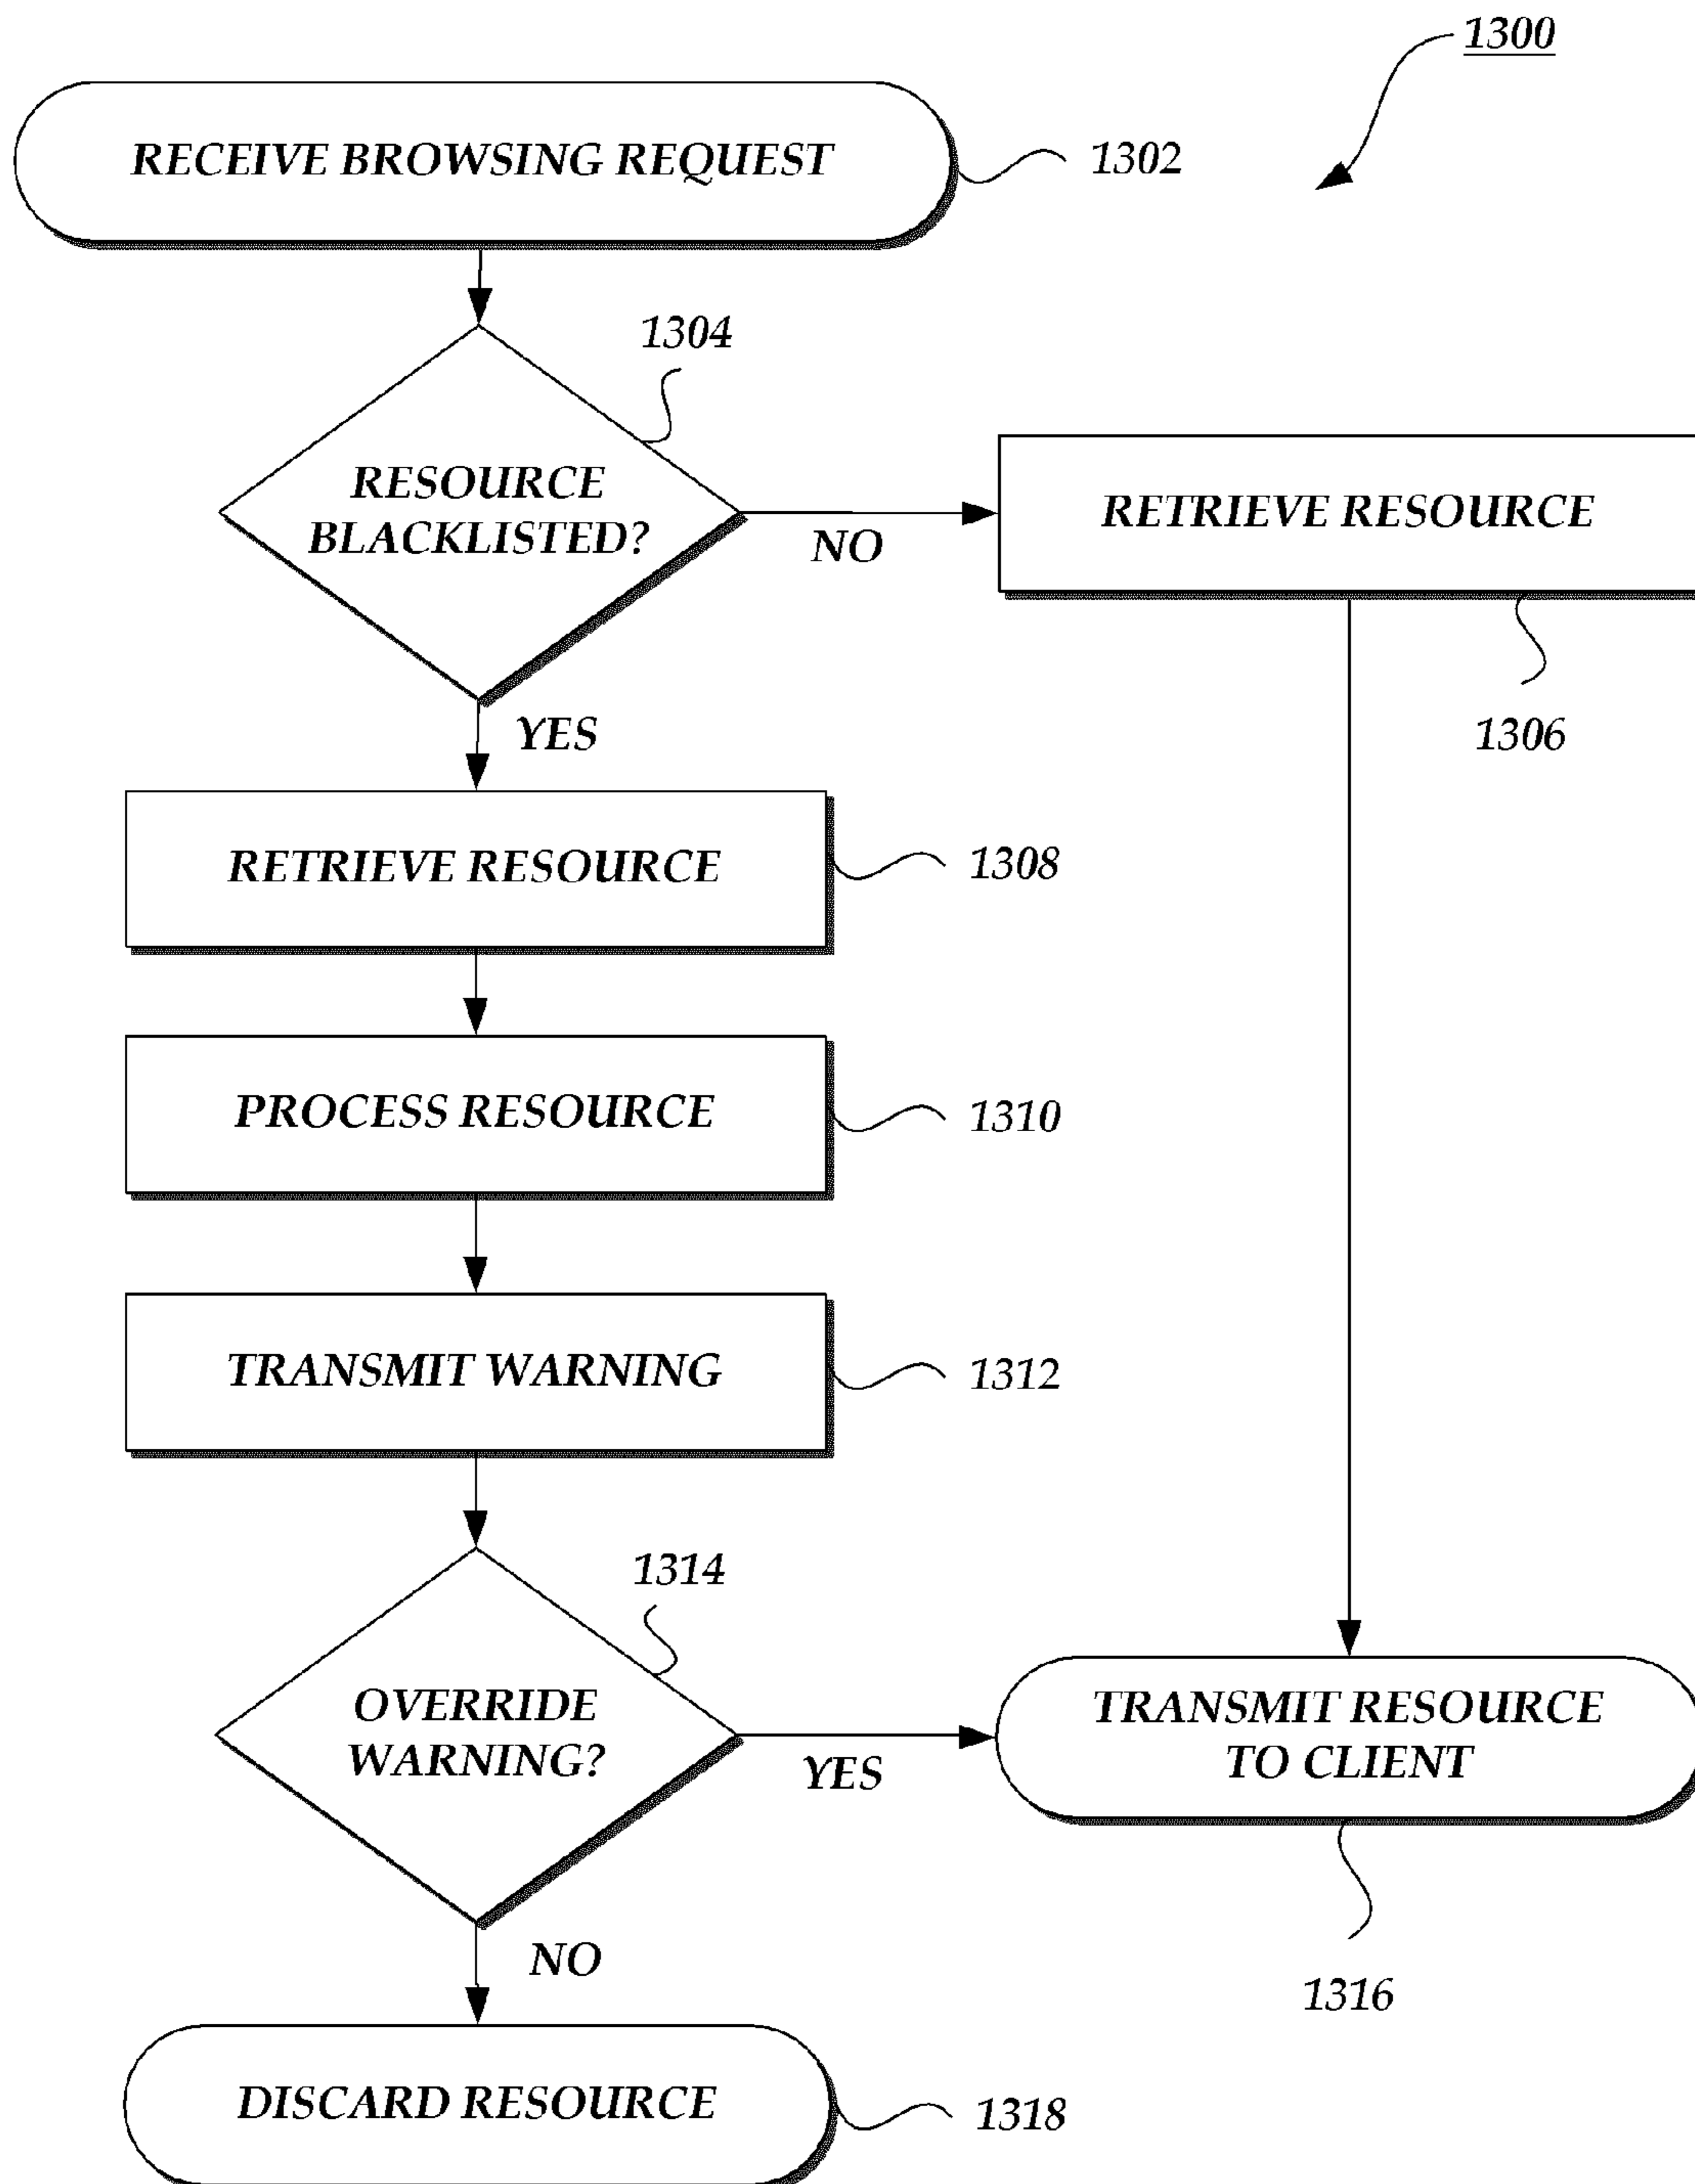 1300
RECEIVE BROWSING REQUEST
1302
1304
RESOURCE
BLACKLISTED?
NO
RETRIEVE RESOURCE
1306
YES
RETRIEVE RESOURCE
1308
PROCESS RESOURCE
1310
TRANSMIT WARNING
1312
1314
OVERRIDE
WARNING?
YES
TRANSMIT RESOURCE
TO CLIENT
1316
NO
DISCARD RESOURCE
1318